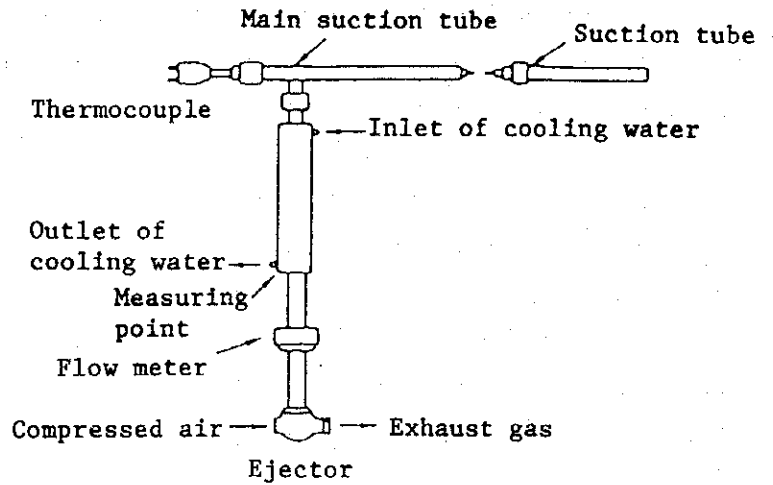 Main suction tube
Suction tube
Thermocouple
Inlet of cooling water
Outlet of
cooling water
Measuring
point
Flow meter
Compressed air
Exhaust gas
Ejector